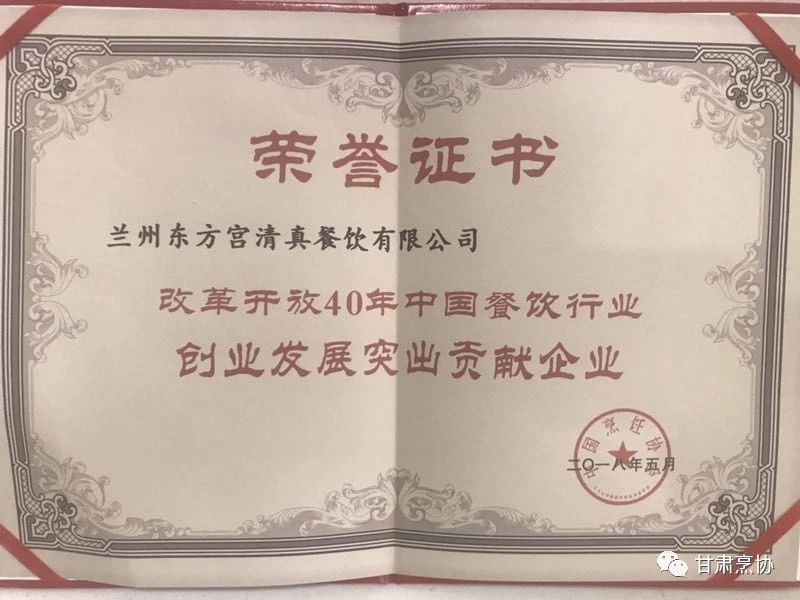 荣誉证书
兰州东方宫清真餐饮有限公司
改革开放40年中国餐饮行业
创业发展突出贡献企业
中国烹饪协会
二〇一八年五月
甘肃烹协